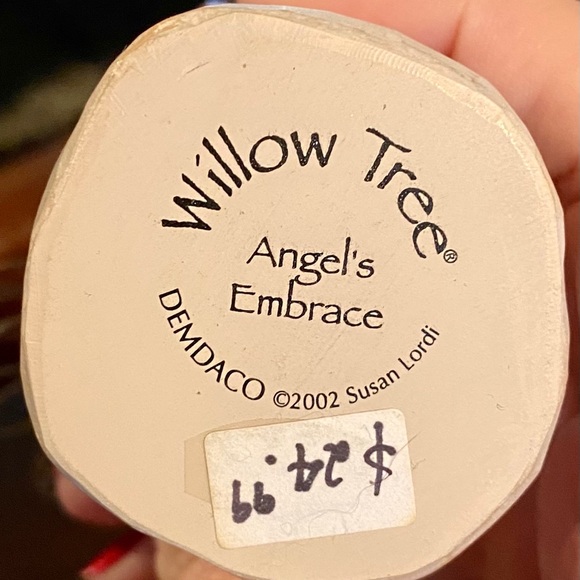 Willow Tree®
Angel's
Embrace
DEMDACO ©2002 Susan Lordi
$24.99